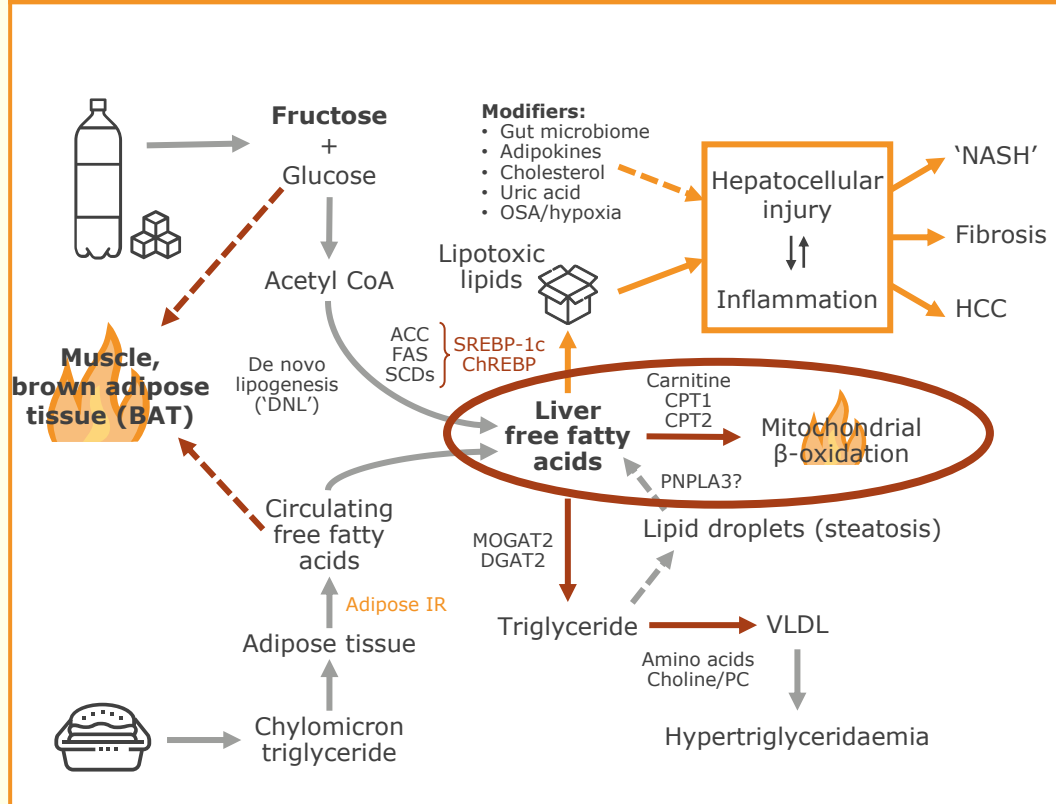 Fructose
+
Glucose
Modifiers:
• Gut microbiome
• Adipokines
• Cholesterol
• Uric acid
• OSA/hypoxia
Hepatocellular
injury
Inflammation
‘NASH’
Fibrosis
HCC
Acetyl CoA
Lipotoxic
lipids
ACC
FAS
SCDs
SREBP-1c
ChREBP
De novo
lipogenesis
(‘DNL’)
Muscle,
brown adipose
tissue (BAT)
Liver
free fatty
acids
Carnitine
CPT1
CPT2
Mitochondrial
β-oxidation
PNPLA3?
Lipid droplets (steatosis)
Circulating
free fatty
acids
MOGAT2
DGAT2
Adipose IR
Adipose tissue
Triglyceride
VLDL
Amino acids
Choline/PC
Chylomicron
triglyceride
Hypertriglyceridaemia